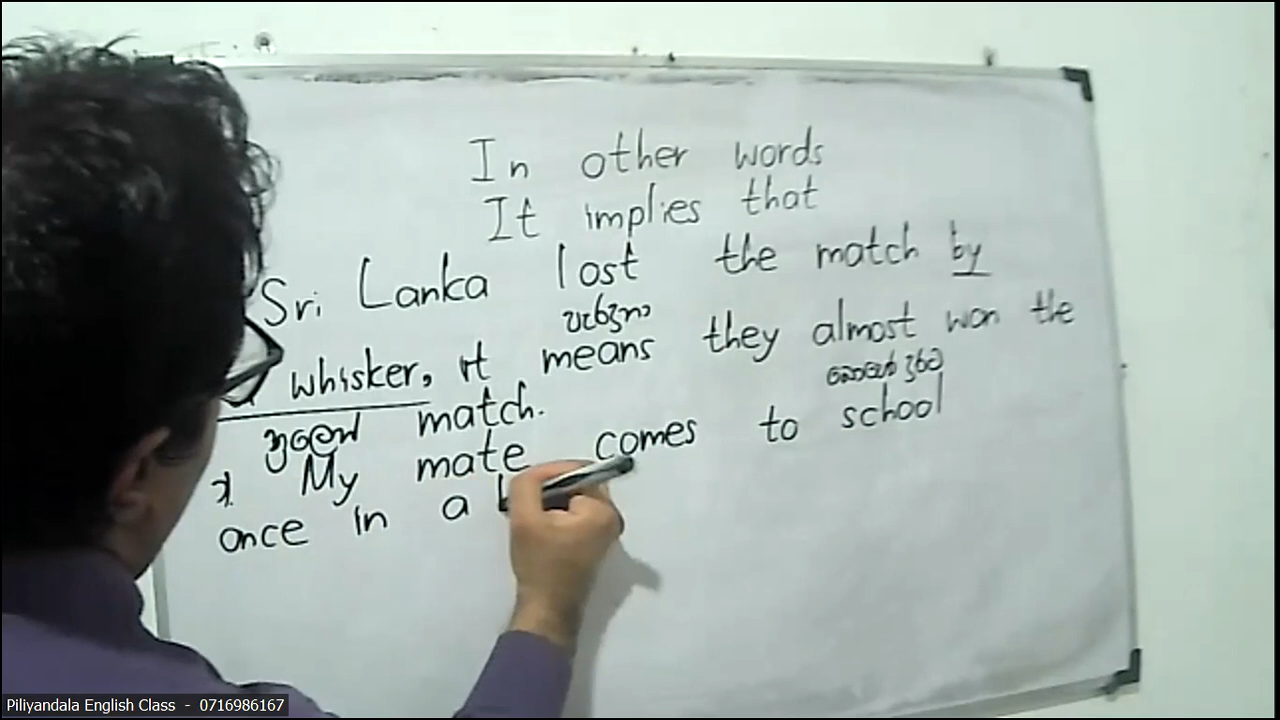 In other words
It implies that
Sri Lanka lost the match by
whisker, it means they almost won the
match.
My mate comes to school
once in a
Piliyandala English Class - 0716986167